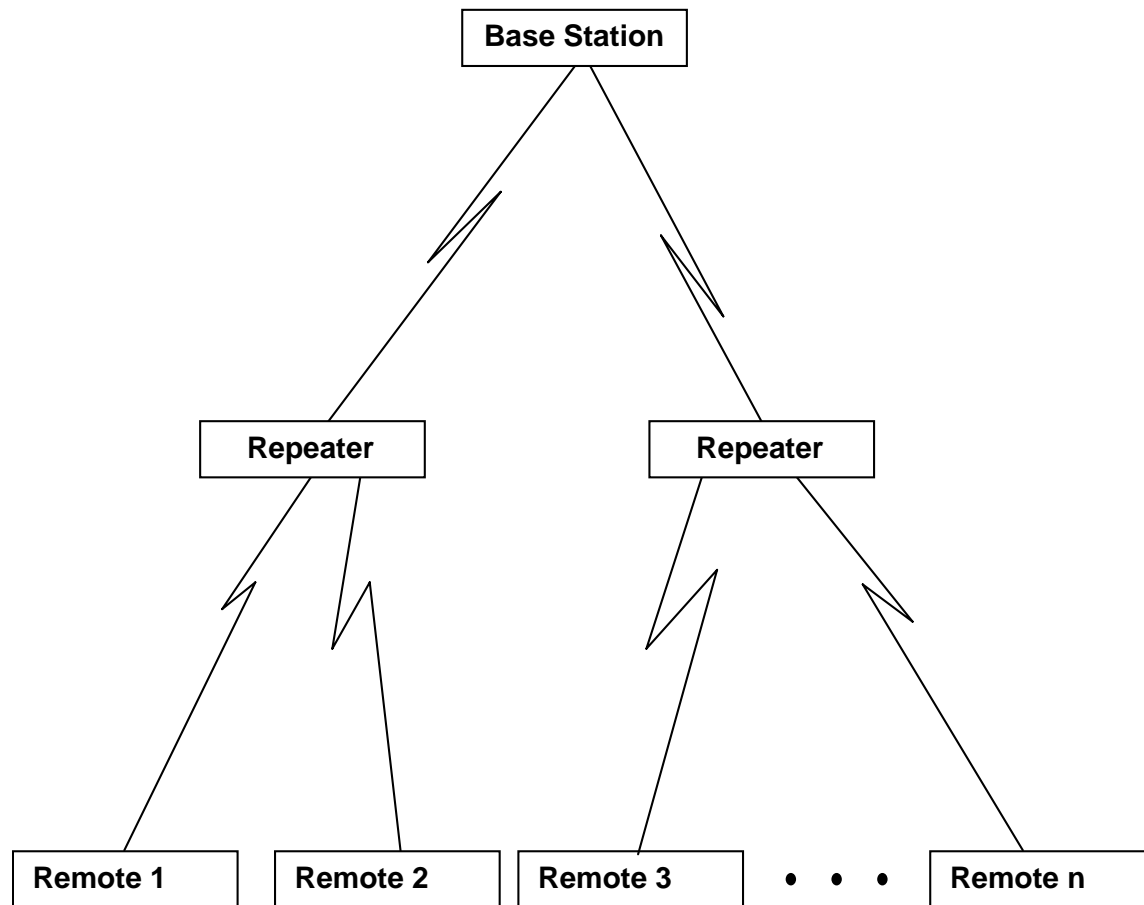 Base Station
Repeater Repeater
Remote 1 Remote 2 Remote 3 • • • Remote n